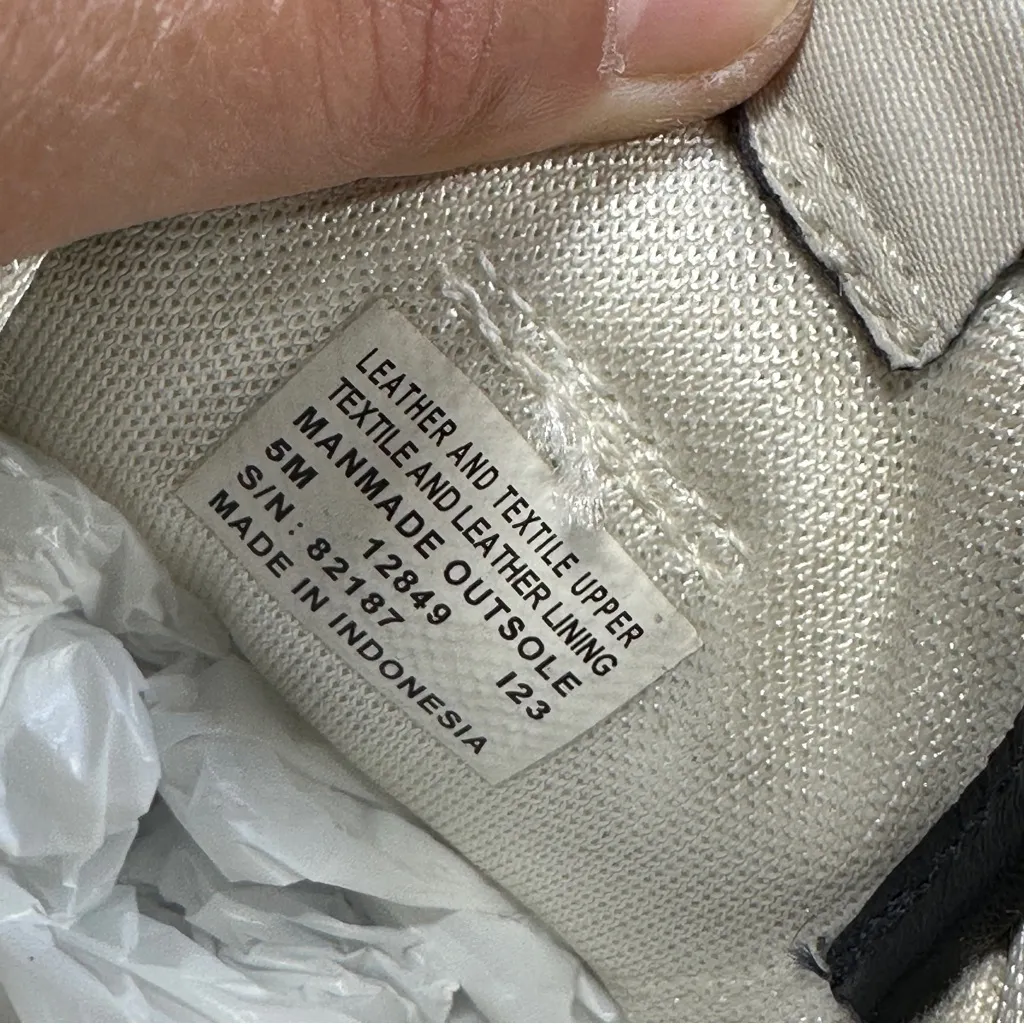 LEATHER AND TEXTILE UPPER
TEXTILE AND LEATHER LINING
MANMADE OUTSOLE
5M 12849 I23
S/N: 82187
MADE IN INDONESIA